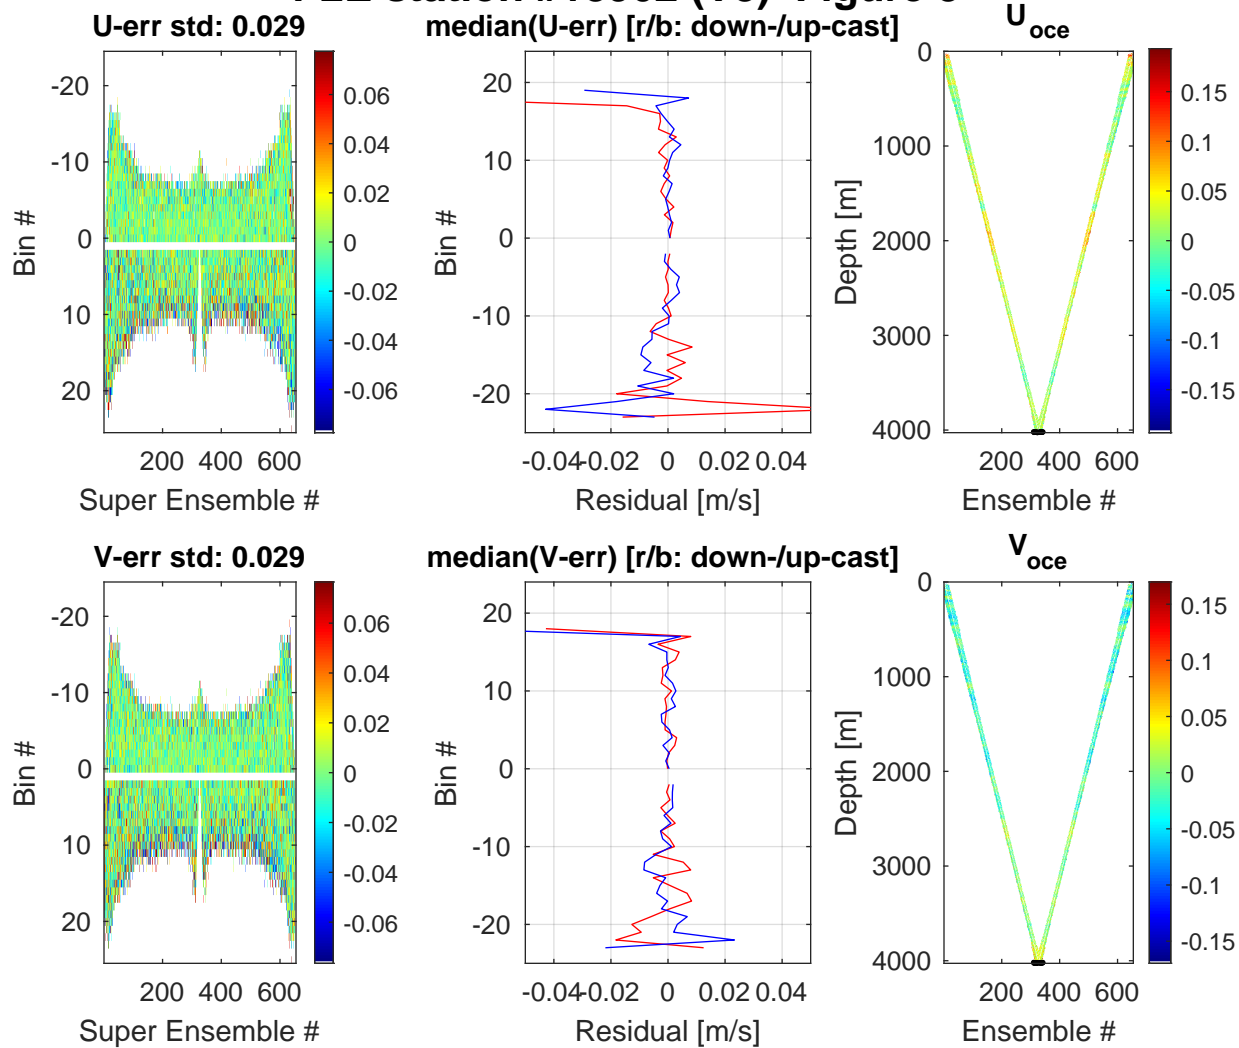 U-err std: 0.029
median(U-err) [r/b: down-/up-cast]
U oce
-20
-10
0
10
20
Bin #
200 400 600
Super Ensemble #
0.06
0.04
0.02
0
-0.02
-0.04
-0.06
20
10
0
-10
-20
Bin #
-0.04 -0.02 0 0.02 0.04
Residual [m/s]
0
1000
2000
3000
4000
Depth [m]
200 400 600
Ensemble #
0.15
0.1
0.05
0
-0.05
-0.1
-0.15
V-err std: 0.029
median(V-err) [r/b: down-/up-cast]
V oce
-20
-10
0
10
20
Bin #
200 400 600
Super Ensemble #
0.06
0.04
0.02
0
-0.02
-0.04
-0.06
20
10
0
-10
-20
Bin #
-0.04 -0.02 0 0.02 0.04
Residual [m/s]
0
1000
2000
3000
4000
Depth [m]
200 400 600
Ensemble #
0.15
0.1
0.05
0
-0.05
-0.1
-0.15